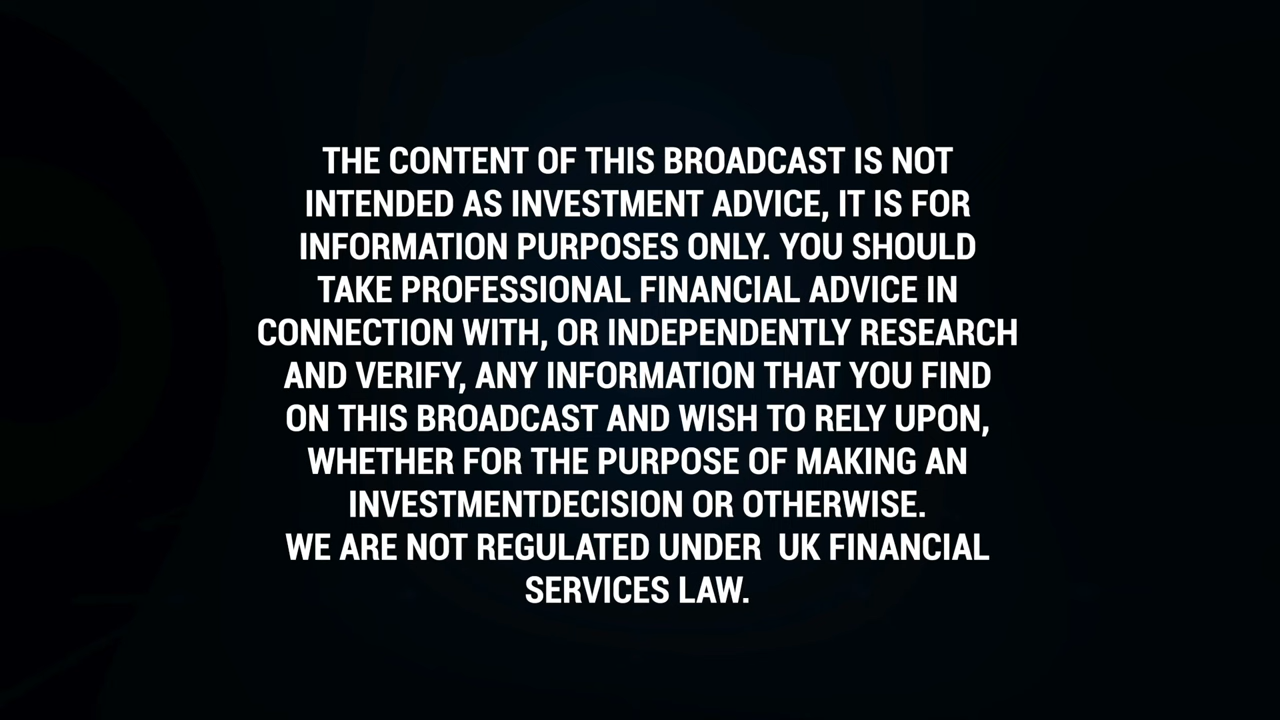 THE CONTENT OF THIS BROADCAST IS NOT
INTENDED AS INVESTMENT ADVICE, IT IS FOR
INFORMATION PURPOSES ONLY. YOU SHOULD
TAKE PROFESSIONAL FINANCIAL ADVICE IN
CONNECTION WITH, OR INDEPENDENTLY RESEARCH
AND VERIFY, ANY INFORMATION THAT YOU FIND
ON THIS BROADCAST AND WISH TO RELY UPON,
WHETHER FOR THE PURPOSE OF MAKING AN
INVESTMENTDECISION OR OTHERWISE.
WE ARE NOT REGULATED UNDER  UK FINANCIAL
SERVICES LAW.